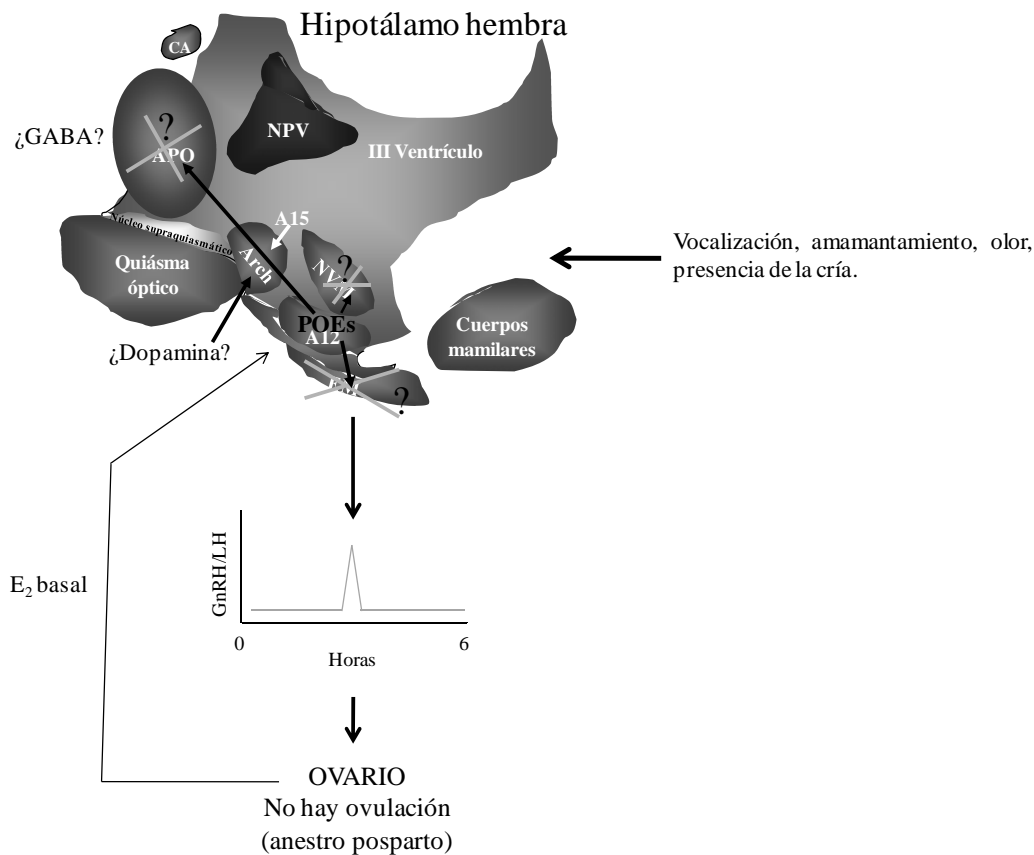 Hipotálamo hembra
CA
¿GABA?
?
APO
NPV
III Ventrículo
A15
Núcleo supraquiasmático
Quiásma
óptico
Arch
?
NVM
Vocalización, amamantamiento, olor,
presencia de la cría.
POEs
A12
Cuerpos
mamilares
¿Dopamina?
EM
?
GnRH/LH
E₂ basal
0
6
Horas
OVARIO
No hay ovulación
(anestro posparto)